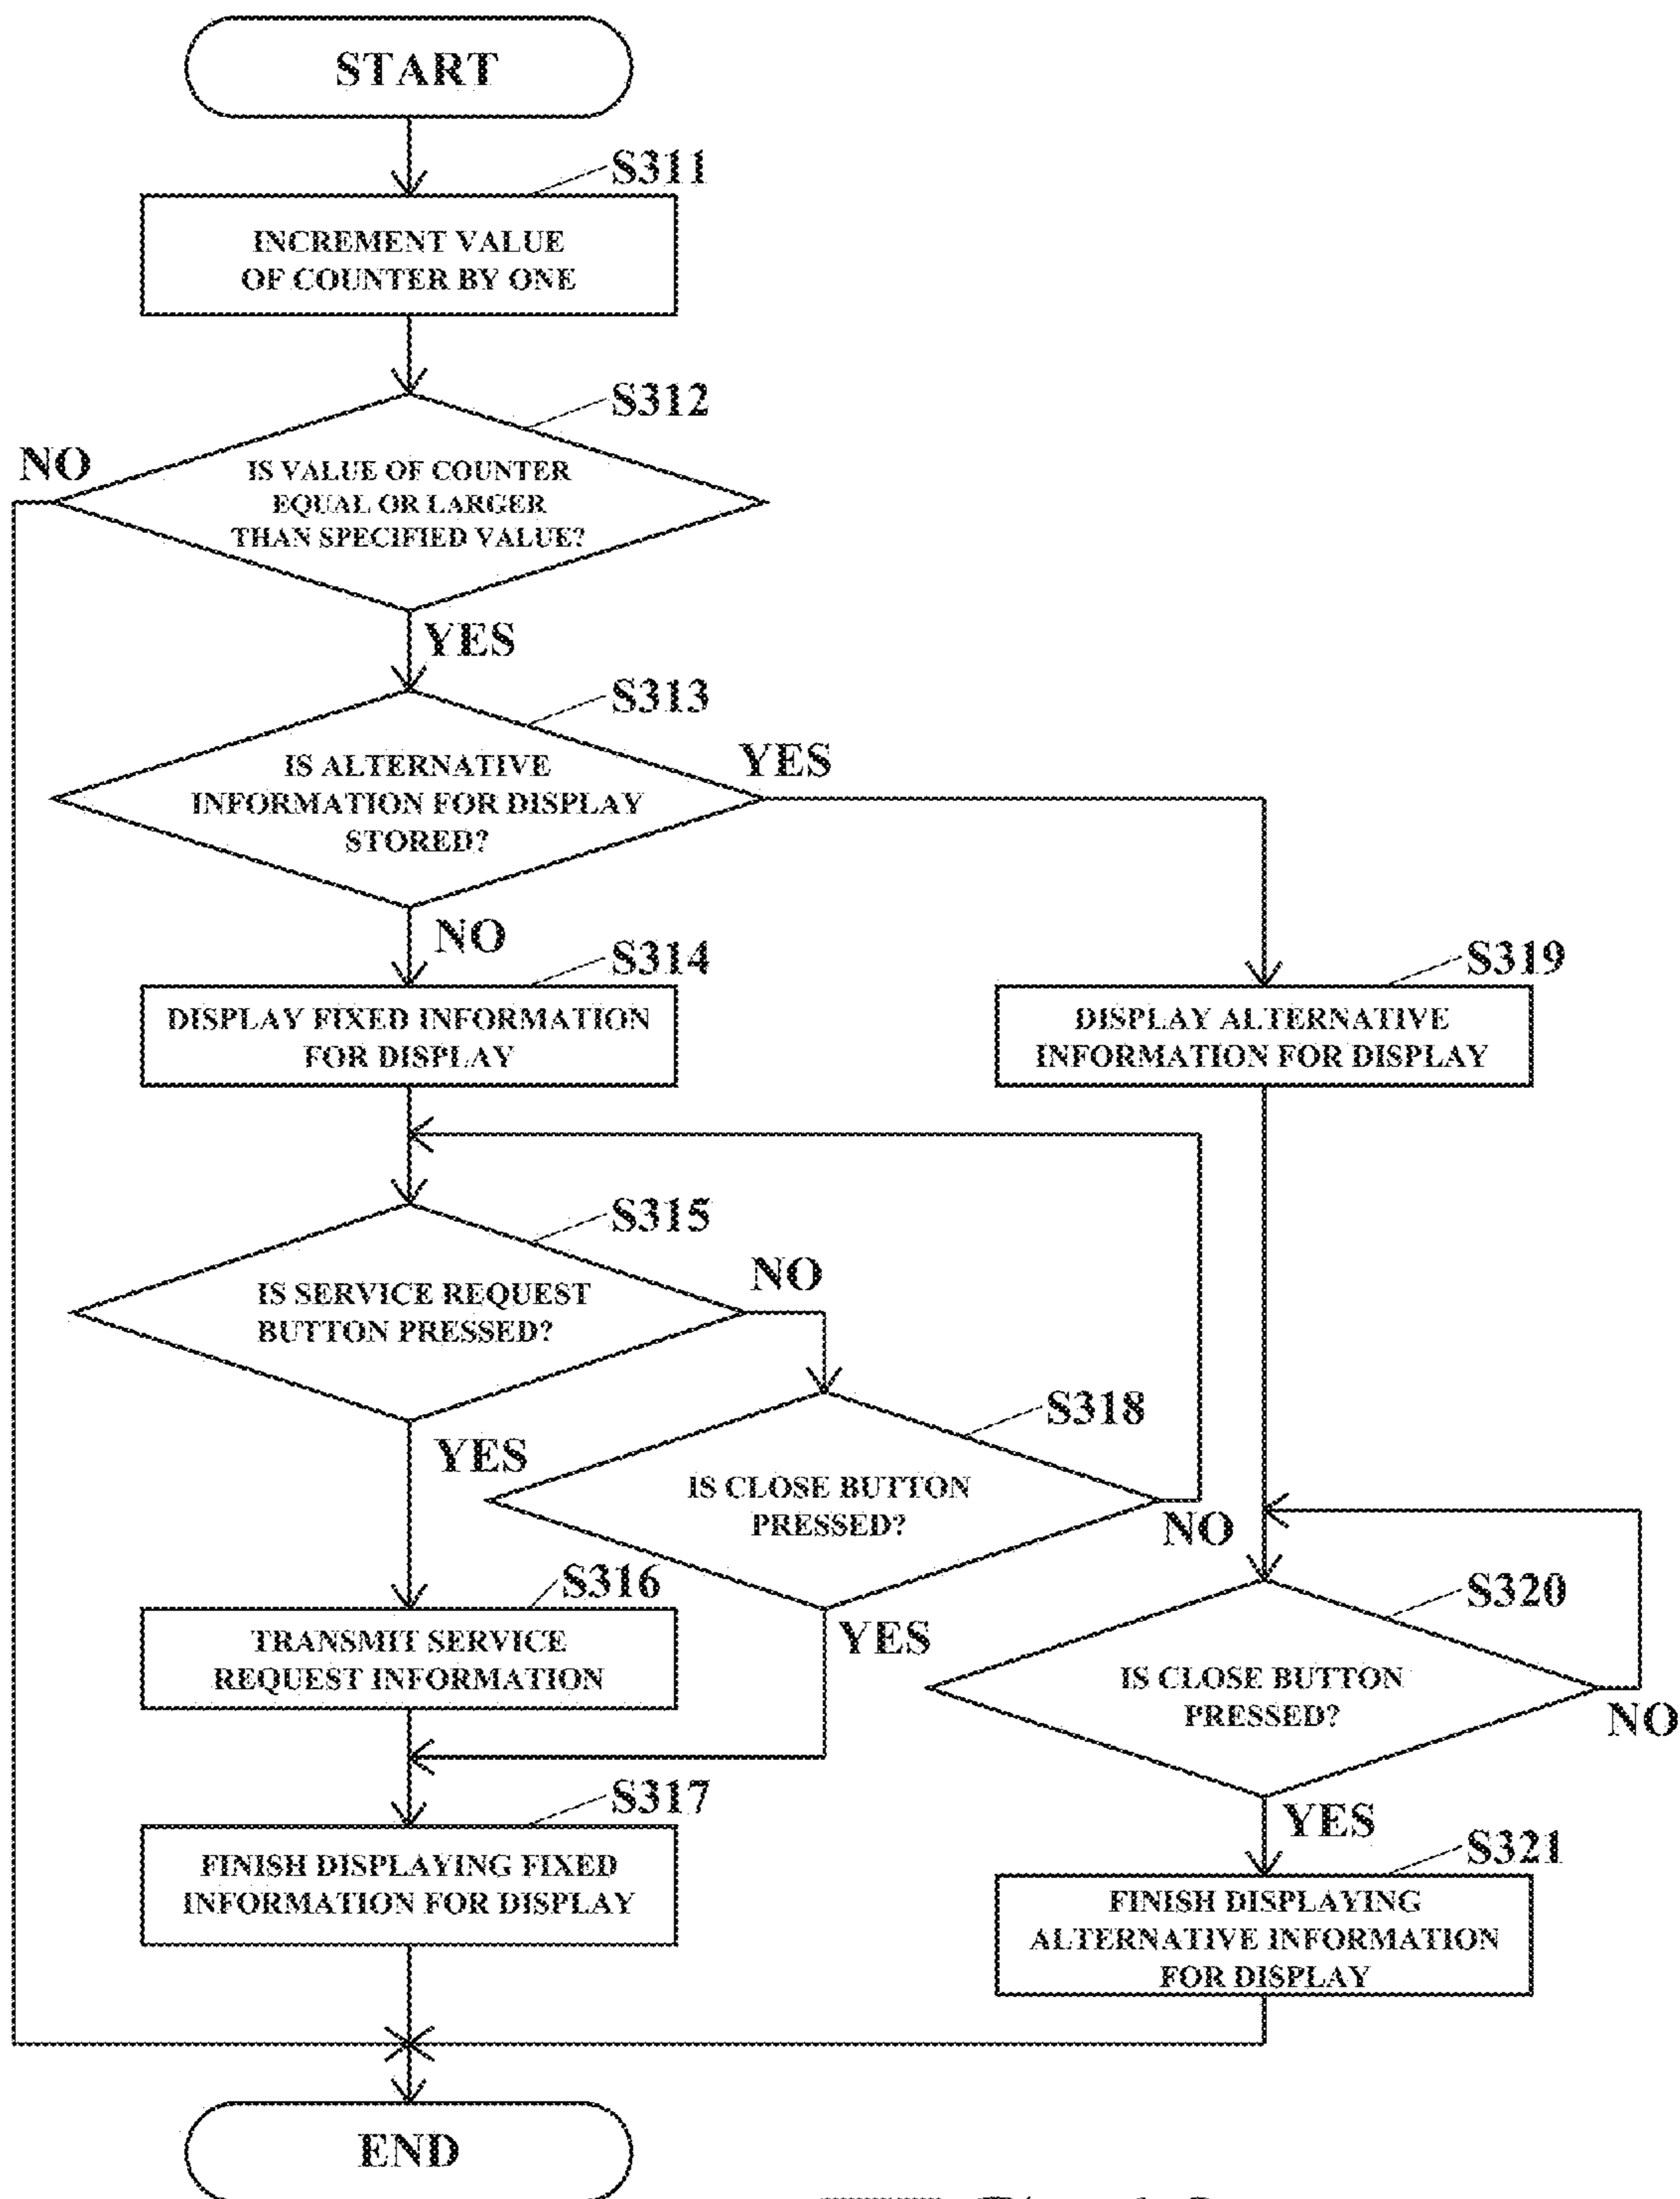 START
S311
INCREMENT VALUE
OF COUNTER BY ONE
S312
NO
IS VALUE OF COUNTER
EQUAL OR LARGER
THAN SPECIFIED VALUE?
YES
S313
IS ALTERNATIVE
INFORMATION FOR DISPLAY
STORED?
YES
NO
S314
DISPLAY FIXED INFORMATION
FOR DISPLAY
S319
DISPLAY ALTERNATIVE
INFORMATION FOR DISPLAY
S315
IS SERVICE REQUEST
BUTTON PRESSED?
NO
YES
S318
IS CLOSE BUTTON
PRESSED?
NO
YES
S316
TRANSMIT SERVICE
REQUEST INFORMATION
S320
IS CLOSE BUTTON
PRESSED?
NO
YES
S317
FINISH DISPLAYING FIXED
INFORMATION FOR DISPLAY
S321
FINISH DISPLAYING
ALTERNATIVE INFORMATION
FOR DISPLAY
END